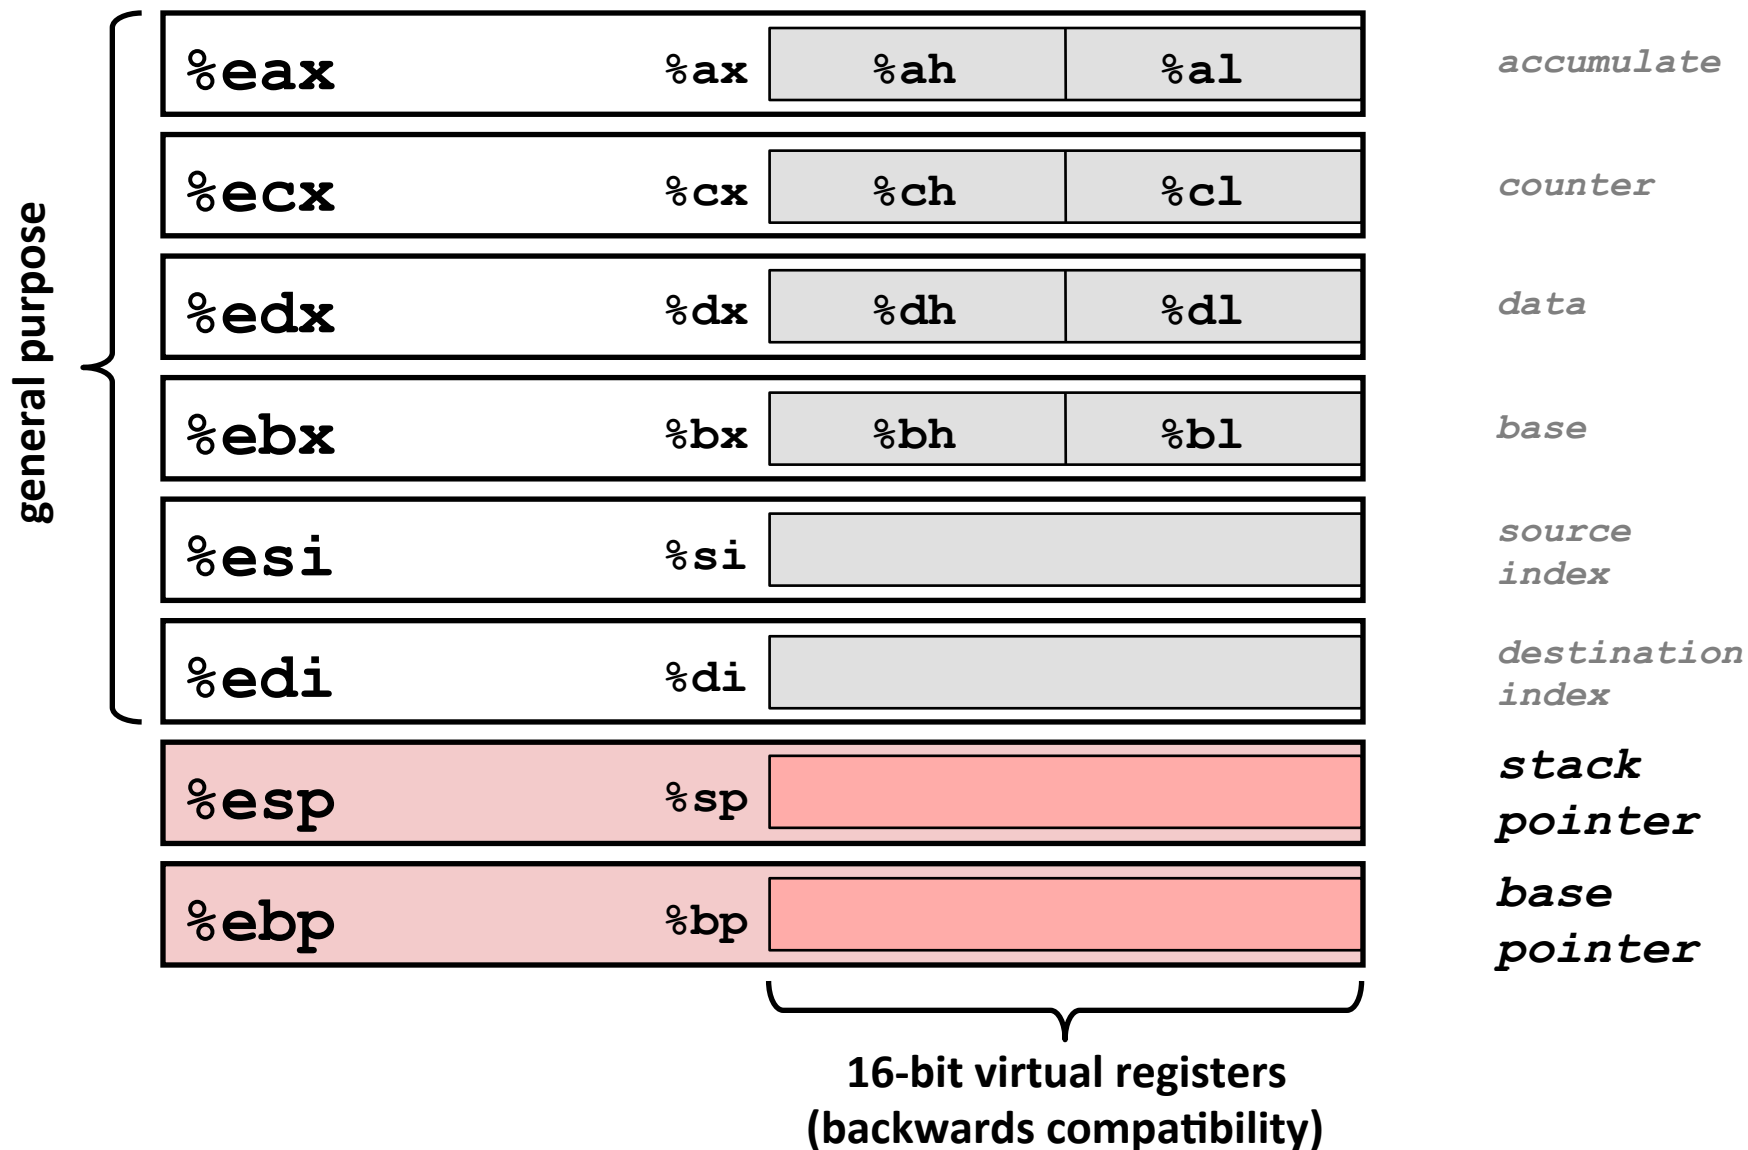 general purpose
%eax %ax %ah %al accumulate
%ecx %cx %ch %cl counter
%edx %dx %dh %dl data
%ebx %bx %bh %bl base
%esi %si source
index
%edi %di destination
index
%esp %sp stack
pointer
%ebp %bp base
pointer
16-bit virtual registers
(backwards compatibility)